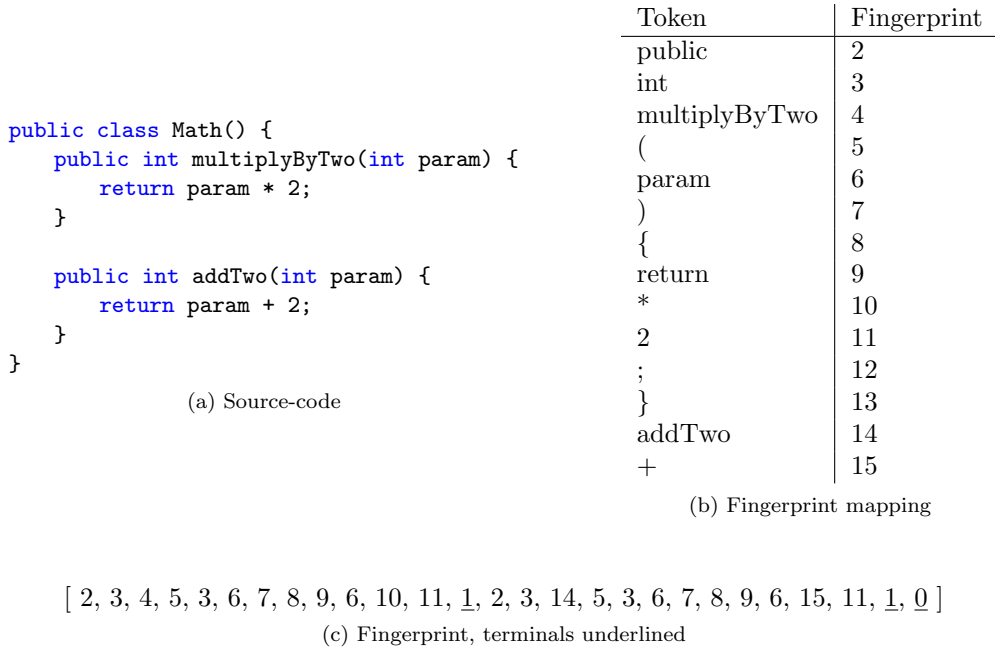 public class Math() {
public int multiplyByTwo(int param) {
return param * 2;
}
public int addTwo(int param) {
return param + 2;
}
}
(a) Source-code
Token Fingerprint
public 2
int 3
multiplyByTwo 4
( 5
param 6
) 7
{ 8
return 9
* 10
2 11
; 12
} 13
addTwo 14
+ 15
(b) Fingerprint mapping
[ 2, 3, 4, 5, 3, 6, 7, 8, 9, 6, 10, 11, 1, 2, 3, 14, 5, 3, 6, 7, 8, 9, 6, 15, 11, 1, 0 ]
(c) Fingerprint, terminals underlined